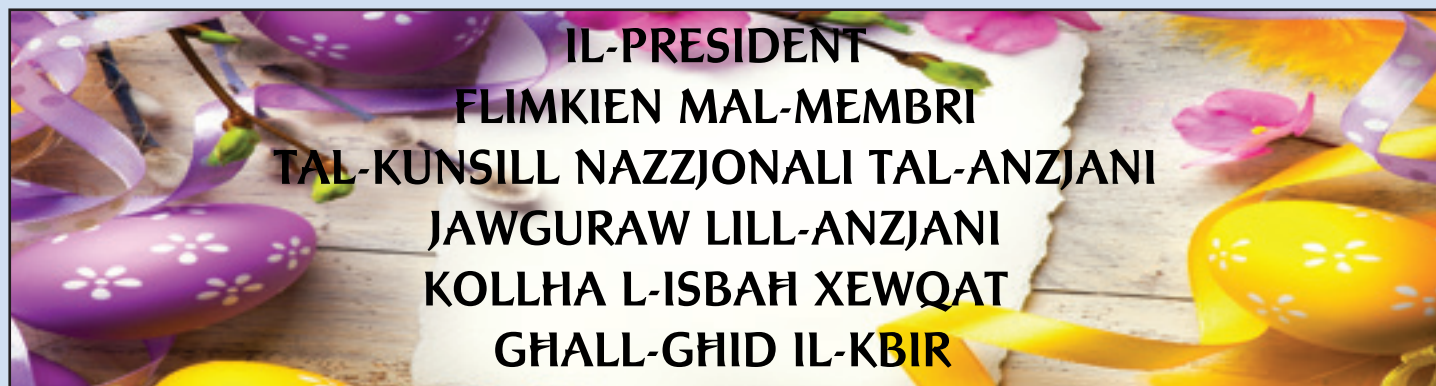 IL-PRESIDENT
FLIMKIEN MAL-MEMBRI
TAL-KUNSILL NAZZJONALI TAL-ANZJANI
JAWGURAW LILL-ANZJANI
KOLLHA L-ISBAĦ XEWQAT
GĦALL-GĦID IL-KBIR